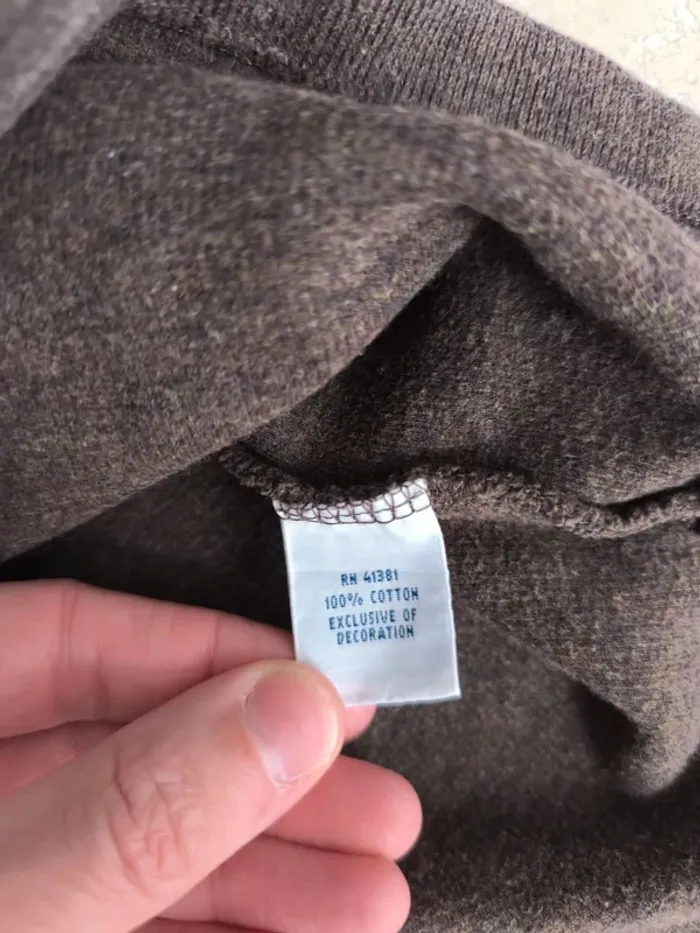 RN 41381
100% COTTON
EXCLUSIVE OF
DECORATION